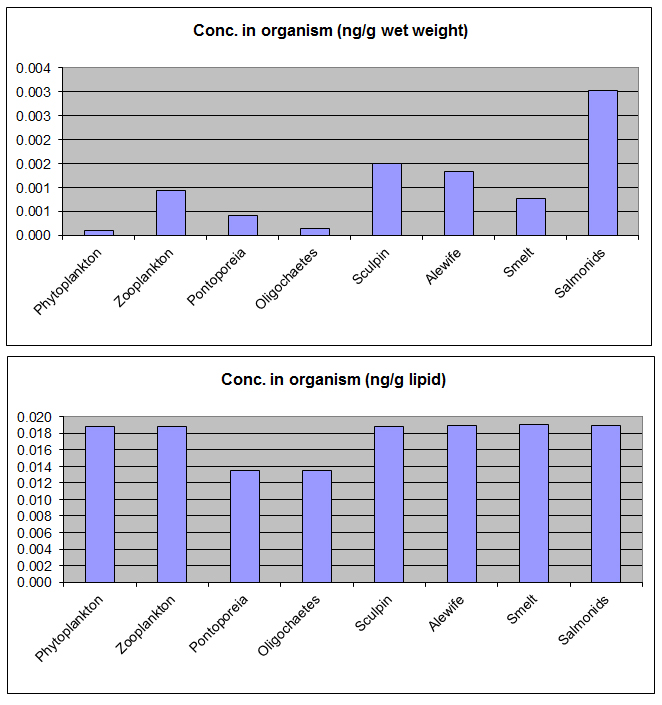 Conc. in organism (ng/g wet weight)
0.004
0.003
0.003
0.002
0.002
0.001
0.001
0.000
Phytoplankton
Zooplankton
Pontoporeia
Oligochaetes
Sculpin
Alewife
Smelt
Salmonids
Conc. in organism (ng/g lipid)
0.020
0.018
0.016
0.014
0.012
0.010
0.008
0.006
0.004
0.002
0.000
Phytoplankton
Zooplankton
Pontoporeia
Oligochaetes
Sculpin
Alewife
Smelt
Salmonids